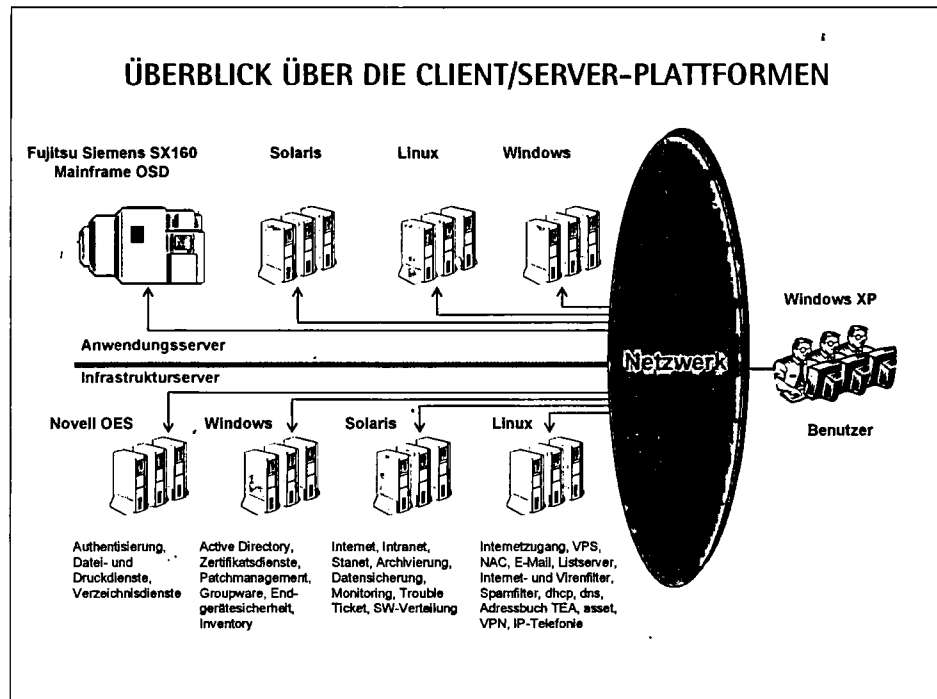 ÜBERBLICK ÜBER DIE CLIENT/SERVER-PLATTFORMEN
Fujitsu Siemens SX160
Mainframe OSD
Solaris
Linux
Windows
Anwendungsserver
Infrastrukturserver
Netzwerk
Windows XP
Benutzer
Novell OES
Windows
Solaris
Linux
Authentisierung,
Datei- und
Druckdienste,
Verzeichnisdienste
Active Directory,
Zertifikatsdienste,
Patchmanagement,
Groupware, End-
gerätesicherheit,
Inventory
Internet, Intranet,
Stanet, Archivierung,
Datensicherung,
Monitoring, Trouble
Ticket, SW-Verteilung
Internetzugang, VPS,
NAC, E-Mail, Listserver,
Internet- und Virenfilter,
Spamfilter, dhcp, dns,
Adressbuch TEA, asset,
VPN, IP-Telefonie